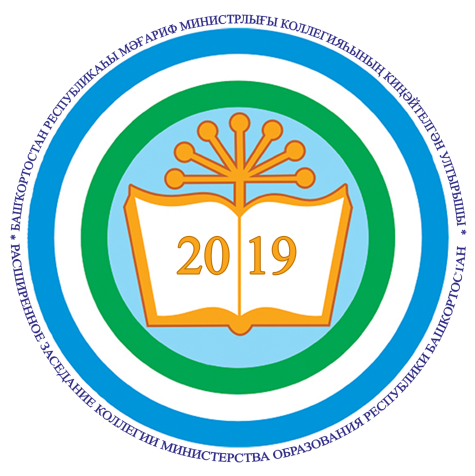 * БАШҠОРТОСТАН РЕСПУБЛИКАҺЫ МӘҒАРИФ МИНИСТРЛЫҒЫ КОЛЛЕГИЯҺЫНЫҢ КИҢӘЙТЕЛГӘН УЛТЫРЫШЫ *
РАСШИРЕННОЕ ЗАСЕДАНИЕ КОЛЛЕГИИ МИНИСТЕРСТВА ОБРАЗОВАНИЯ РЕСПУБЛИКИ БАШКОРТОСТАН
2019